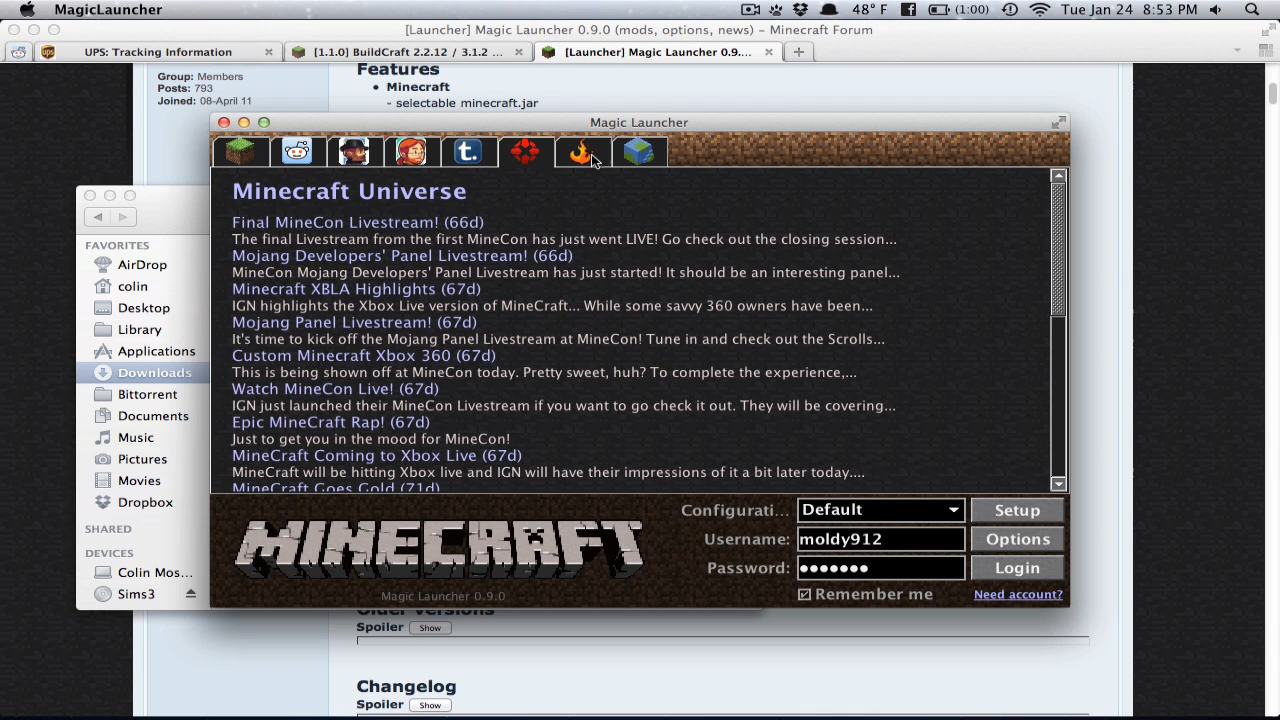 MagicLauncher
48° F
(1:00)
Tue Jan 24 8:53 PM
[Launcher] Magic Launcher 0.9.0 (mods, options, news) - Minecraft Forum
UPS: Tracking Information
[1.1.0] BuildCraft 2.2.12 / 3.1.2 ...
[Launcher] Magic Launcher 0.9....
Group: Members
Posts: 793
Joined: 08-April 11
Features
• Minecraft
- selectable minecraft.jar
Magic Launcher
Minecraft Universe
Final MineCon Livestream! (66d)
The final Livestream from the first MineCon has just went LIVE! Go check out the closing session...
Mojang Developers' Panel Livestream! (66d)
MineCon Mojang Developers' Panel Livestream has just started! It should be an interesting panel...
Minecraft XBLA Highlights (67d)
IGN highlights the Xbox Live version of MineCraft... While some savvy 360 owners have been...
Mojang Panel Livestream! (67d)
It's time to kick off the Mojang Panel Livestream at MineCon! Tune in and check out the Scrolls...
Custom Minecraft Xbox 360 (67d)
This is being shown off at MineCon today. Pretty sweet, huh? To complete the experience,...
Watch MineCon Live! (67d)
IGN just launched their MineCon Livestream if you want to go check it out. They will be covering...
Epic MineCraft Rap! (67d)
Just to get you in the mood for MineCon!
MineCraft Coming to Xbox Live (67d)
MineCraft will be hitting Xbox live and IGN will have their impressions of it a bit later today....
MineCraft Goes Gold (71d)
FAVORITES
AirDrop
colin
Desktop
Library
Applications
Downloads
Bittorrent
Documents
Music
Pictures
Movies
Dropbox
SHARED
DEVICES
Colin Mos...
Sims3
MINECRAFT
Magic Launcher 0.9.0
Configurati... Default Setup
Username: moldy912 Options
Password: ••••••• Login
Remember me Need account?
Older versions
Spoiler Show
Changelog
Spoiler Show